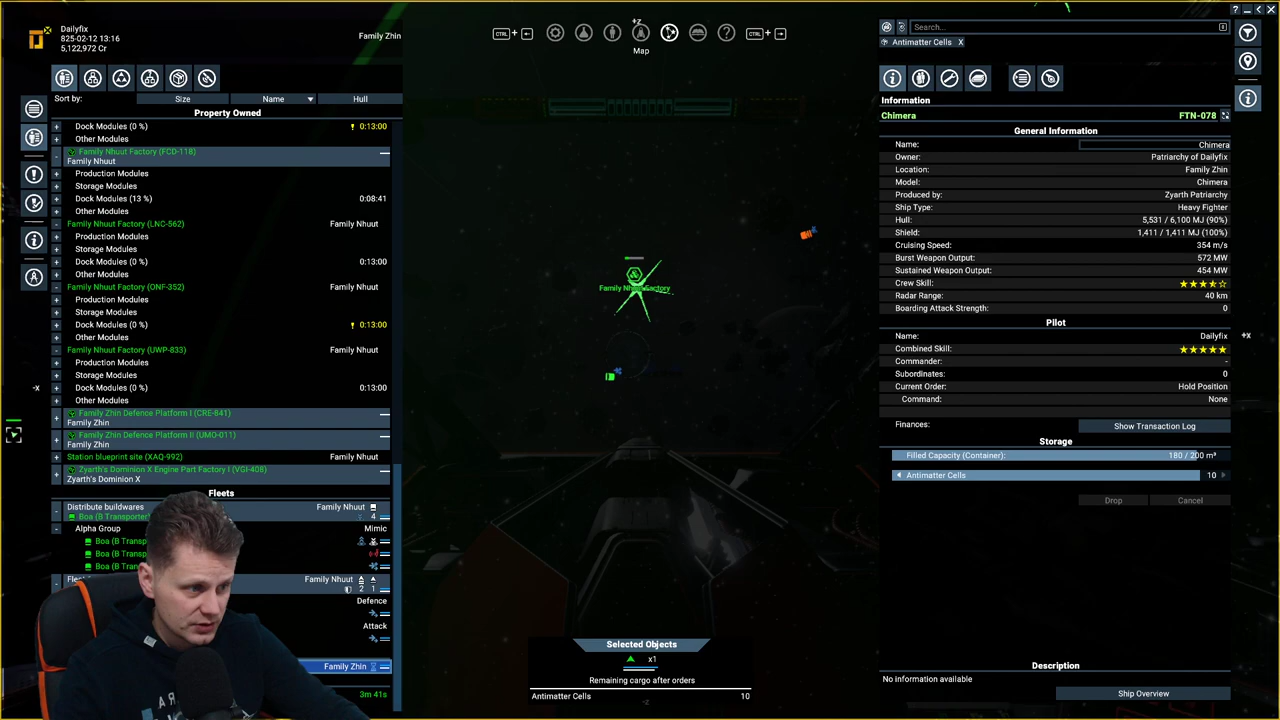 Dailyfix
825-02-12 13:16
5,122,972 Cr
Family Zhin
Sort by:
Size
Name
Hull
Property Owned
Dock Modules (0 %)
0:13:00
Other Modules
Family Nhuut Factory (FCD-118)
Family Nhuut
Production Modules
Storage Modules
Dock Modules (13 %)
0:08:41
Other Modules
Family Nhuut Factory (LNC-562)
Family Nhuut
Production Modules
Storage Modules
Dock Modules (0 %)
0:13:00
Other Modules
Family Nhuut Factory (ONF-352)
Family Nhuut
Production Modules
Storage Modules
Dock Modules (0 %)
0:13:00
Other Modules
Family Nhuut Factory (UWP-833)
Family Nhuut
Production Modules
Storage Modules
Dock Modules (0 %)
0:13:00
Other Modules
Family Zhin Defence Platform I (CRE-841)
Family Zhin
Family Zhin Defence Platform II (UMO-011)
Family Zhin
Station blueprint site (XAQ-992)
Family Nhuut
Zyarth's Dominion X Engine Part Factory I (VGI-408)
Zyarth's Dominion X
Fleets
Distribute buildwares
Family Nhuut
Boa (B Transporter)
4
Alpha Group
Mimic
Boa (B Transp
Boa (B Transp
Boa (B Transp
Family Nhuut
2 1
Defence
Attack
Family Zhin
3m 41s
CTRL +
+z
CTRL +
Map
Family Nhuut Factory
-X
+X
Selected Objects
x1
Remaining cargo after orders
Antimatter Cells
10
-z
? _ < X
Search...
Antimatter Cells X
Information
Chimera
FTN-078
General Information
Name:
Chimera
Owner:
Patriarchy of Dailyfix
Location:
Family Zhin
Model:
Chimera
Produced by:
Zyarth Patriarchy
Ship Type:
Heavy Fighter
Hull:
5,531 / 6,100 MJ (90%)
Shield:
1,411 / 1,411 MJ (100%)
Cruising Speed:
354 m/s
Burst Weapon Output:
572 MW
Sustained Weapon Output:
454 MW
Crew Skill:
Radar Range:
40 km
Boarding Attack Strength:
0
Pilot
Name:
Dailyfix
Combined Skill:
Commander:
-
Subordinates:
0
Current Order:
Hold Position
Command:
None
Finances:
Show Transaction Log
Storage
Filled Capacity (Container):
180 / 200 m³
Antimatter Cells
10
Drop
Cancel
Description
No information available
Ship Overview